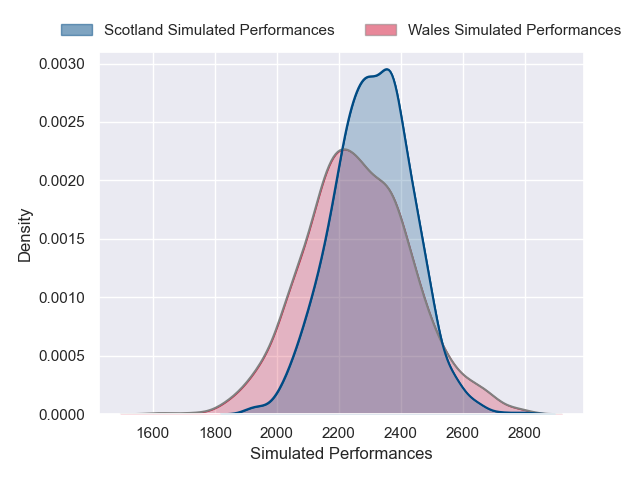 Scotland Simulated Performances Wales Simulated Performances
0.0030
0.0025
0.0020
0.0015
0.0010
0.0005
0.0000
Density
1600 1800 2000 2200 2400 2600 2800
Simulated Performances